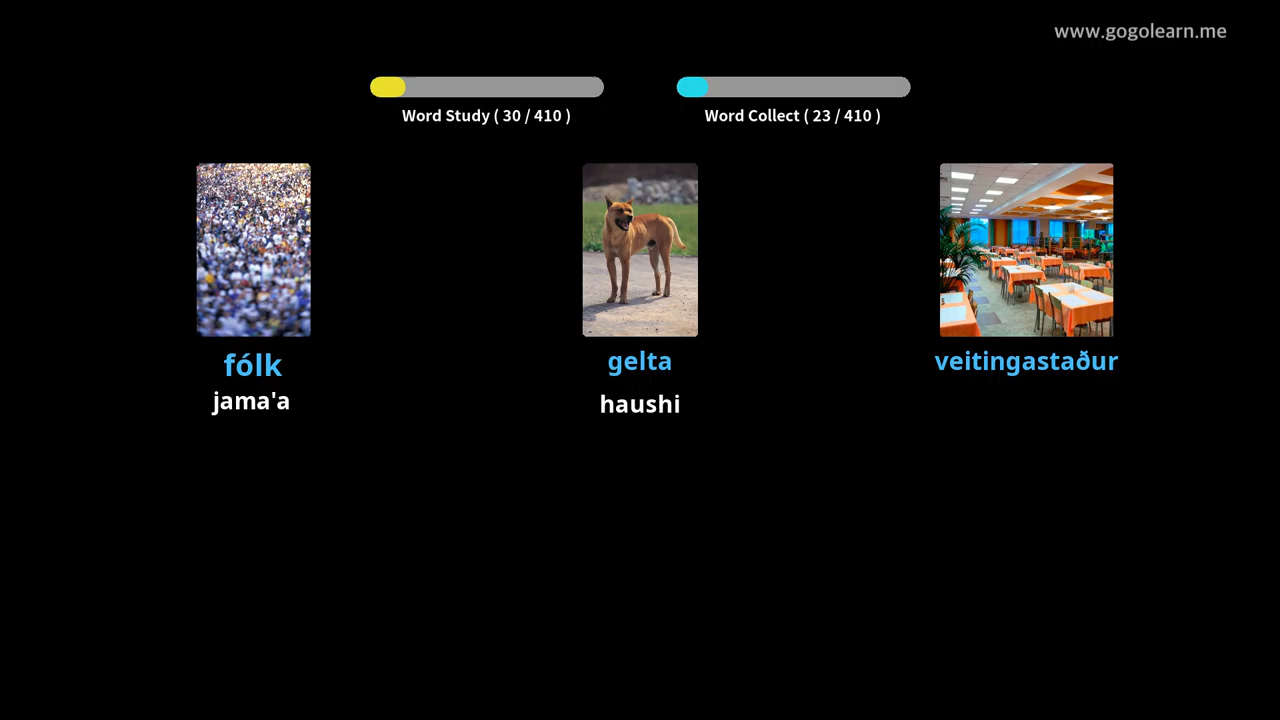 www.gogolearn.me
Word Study ( 30 / 410 )
Word Collect ( 23 / 410 )
fólk
jama'a
gelta
haushi
veitingastaður